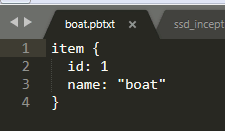 boat.pbtxt × ssd_incept
1 item {
2   id: 1
3   name: "boat"
4 }